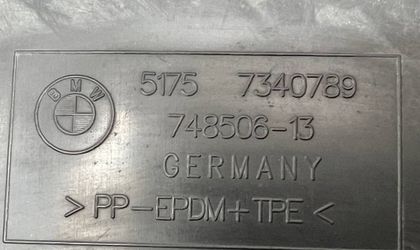 BMW
5175 7340789
748506-13
GERMANY
>PP-EPDM+TPE<